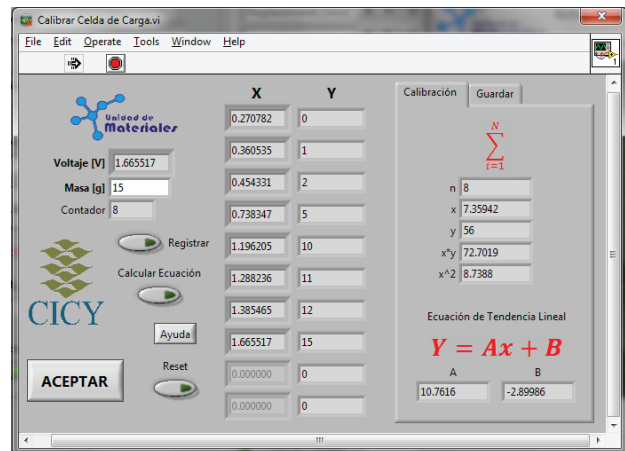 Calibrar Celda de Carga.vi
File Edit Operate Tools Window Help
1
Unidad de
Materiales
Voltaje [V] 1.665517
Masa [g] 15
Contador 8
Registrar
Calcular Ecuación
CICY
Ayuda
Reset
ACEPTAR
X Y
0.270782 0
0.360535 1
0.454331 2
0.738347 5
1.196205 10
1.288236 11
1.385465 12
1.665517 15
0.000000 0
0.000000 0
Calibración Guardar
N
∑
i=1
n 8
x 7.35942
y 56
x*y 72.7019
x^2 8.7388
Ecuación de Tendencia Lineal
Y = Ax + B
A B
10.7616 -2.89986